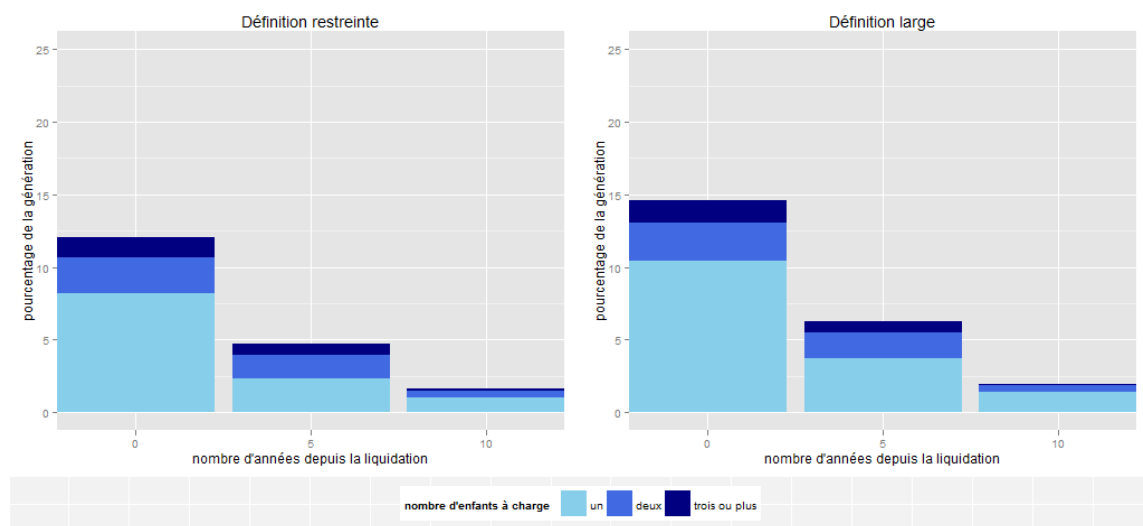 Définition restreinte
pourcentage de la génération
25
20
15
10
5
0
0
5
10
nombre d'années depuis la liquidation
Définition large
pourcentage de la génération
25
20
15
10
5
0
0
5
10
nombre d'années depuis la liquidation
nombre d'enfants à charge un deux trois ou plus